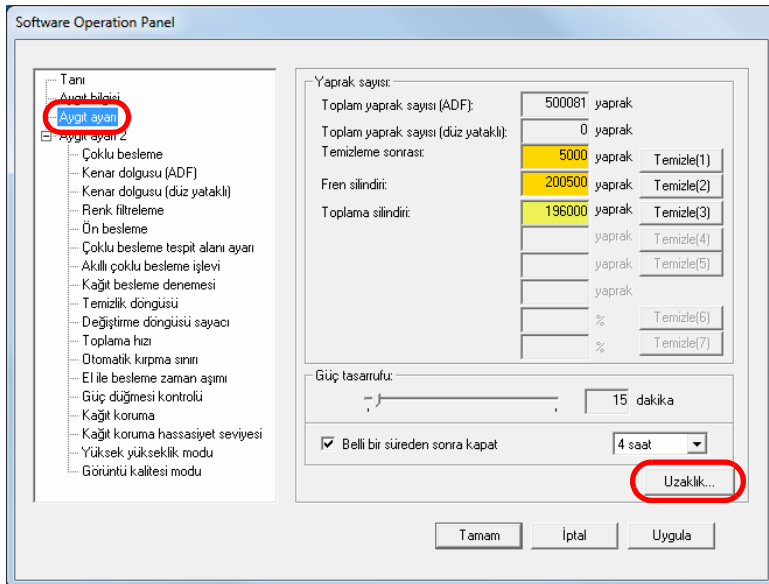 Software Operation Panel
Tanı
Aygıt bilgisi
Aygıt ayarı
Aygıt ayarı 2
Çoklu besleme
Kenar dolgusu (ADF)
Kenar dolgusu (düz yataklı)
Renk filtreleme
Ön besleme
Çoklu besleme tespit alanı ayarı
Akıllı çoklu besleme işlevi
Kağıt besleme denemesi
Temizlik döngüsü
Değiştirme döngüsü sayacı
Toplama hızı
Otomatik kırpma sınırı
El ile besleme zaman aşımı
Güç düğmesi kontrolü
Kağıt koruma
Kağıt koruma hassasiyet seviyesi
Yüksek yükseklik modu
Görüntü kalitesi modu
Yaprak sayısı:
Toplam yaprak sayısı (ADF): 500081 yaprak
Toplam yaprak sayısı (düz yataklı): 0 yaprak
Temizleme sonrası: 5000 yaprak Temizle(1)
Fren silindiri: 200500 yaprak Temizle(2)
Toplama silindiri: 196000 yaprak Temizle(3)
yaprak Temizle(4)
yaprak Temizle(5)
yaprak
% Temizle(6)
% Temizle(7)
Güç tasarrufu:
15 dakika
Belli bir süreden sonra kapat 4 saat
Uzaklık...
Tamam İptal Uygula